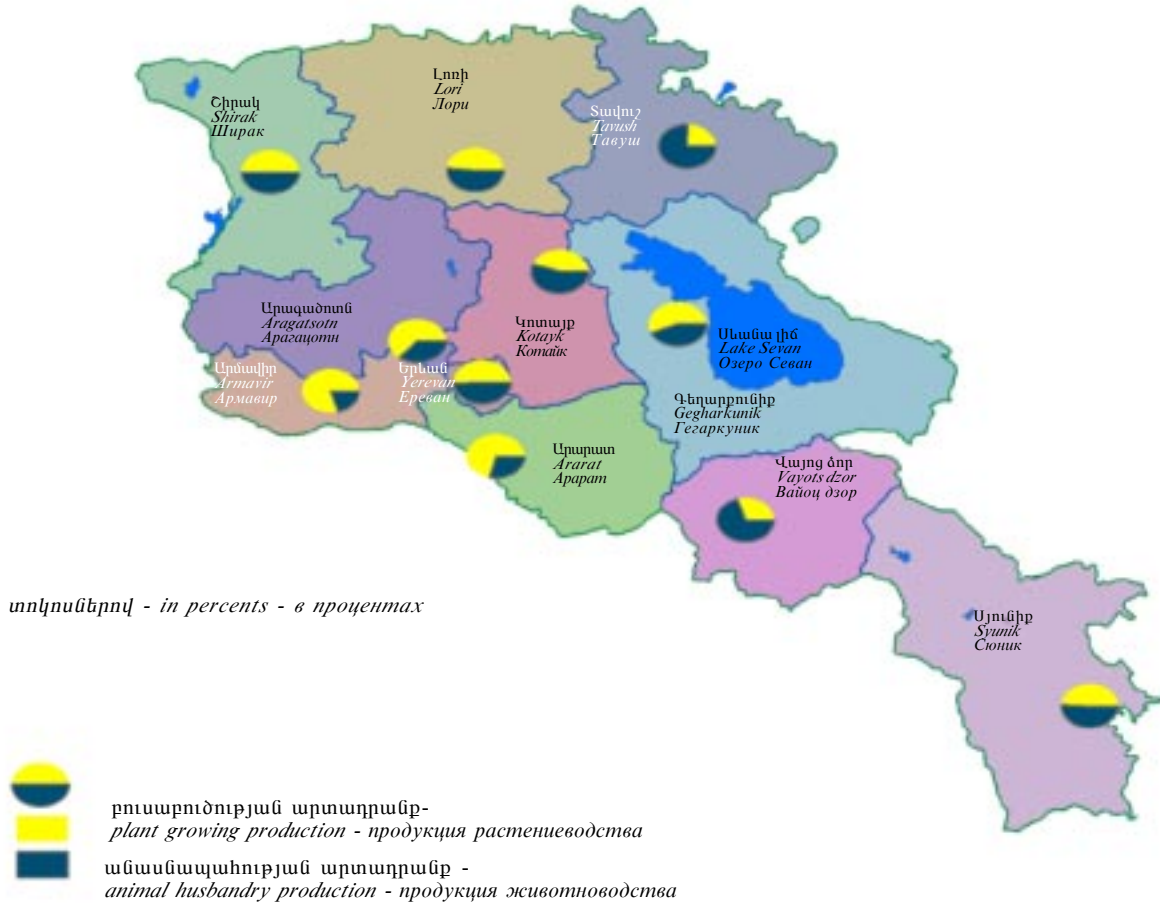 Լոռի
Lori
Лори
Շիրակ
Shirak
Ширак
Տավուշ
Tavush
Тавуш
Արագածոտն
Aragatsotn
Арагацотн
Կոտայք
Kotayk
Котайк
Սևանա լիճ
Lake Sevan
Озеро Севан
Արմավիր
Armavir
Армавир
Երևան
Yerevan
Ереван
Գեղարքունիք
Gegharkunik
Гегаркуник
Արարատ
Ararat
Арарат
Վայոց ձոր
Vayots dzor
Вайоц дзор
տոկոսներով - in percents - в процентах
Սյունիք
Syunik
Сюник
բուսաբուծության արտադրանք-
plant growing production - продукция растениеводства
անասնապահության արտադրանք -
animal husbandry production - продукция животноводства